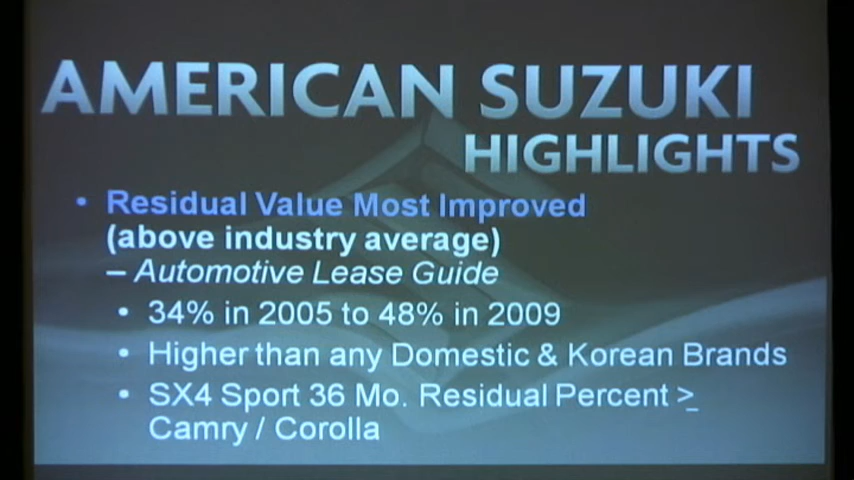 AMERICAN SUZUKI
HIGHLIGHTS
• Residual Value Most Improved
(above industry average)
– Automotive Lease Guide
• 34% in 2005 to 48% in 2009
• Higher than any Domestic & Korean Brands
• SX4 Sport 36 Mo. Residual Percent >_
Camry / Corolla